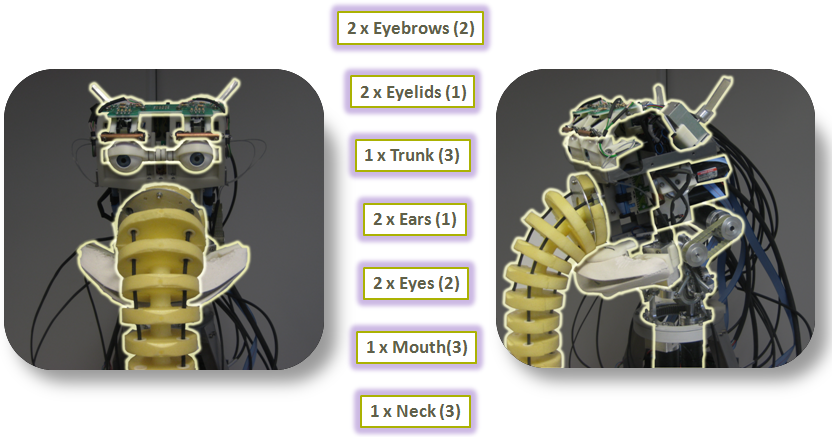 2 x Eyebrows (2)
2 x Eyelids (1)
1 x Trunk (3)
2 x Ears (1)
2 x Eyes (2)
1 x Mouth(3)
1 x Neck (3)